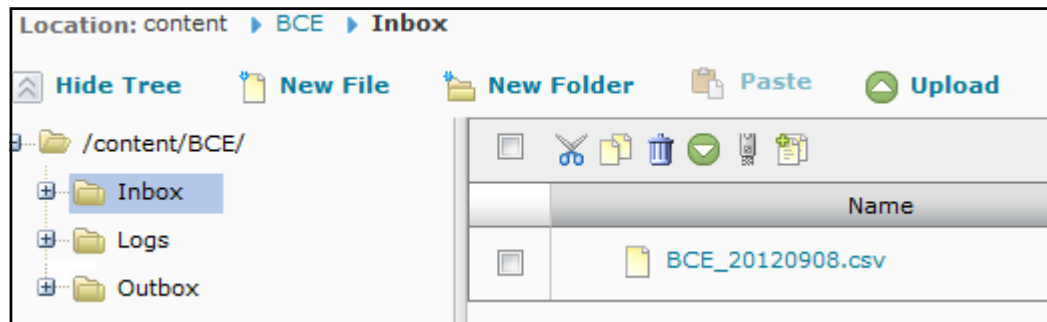 Location: content BCE Inbox
Hide Tree New File New Folder Paste Upload
/content/BCE/
Inbox
Logs
Outbox
Name
BCE_20120908.csv